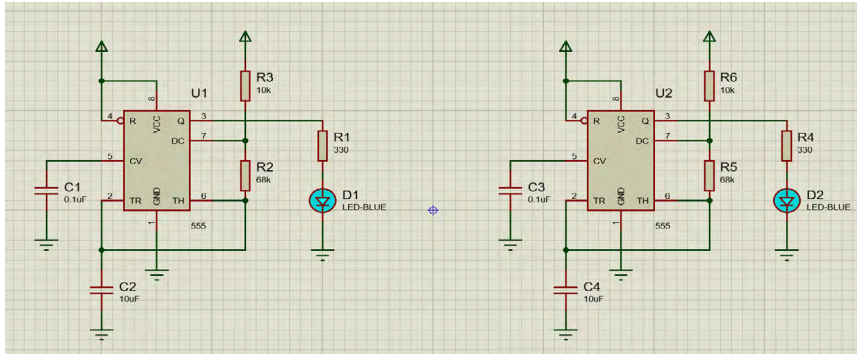 U1
R3
10k
4
R
VCC
8
Q
3
DC
7
5
CV
R2
68k
2
TR
GND
1
TH
6
555
C1
0.1uF
C2
10uF
R1
330
D1
LED-BLUE
U2
R6
10k
4
R
VCC
8
Q
3
DC
7
5
CV
R5
68k
2
TR
GND
1
TH
6
555
C3
0.1uF
C4
10uF
R4
330
D2
LED-BLUE